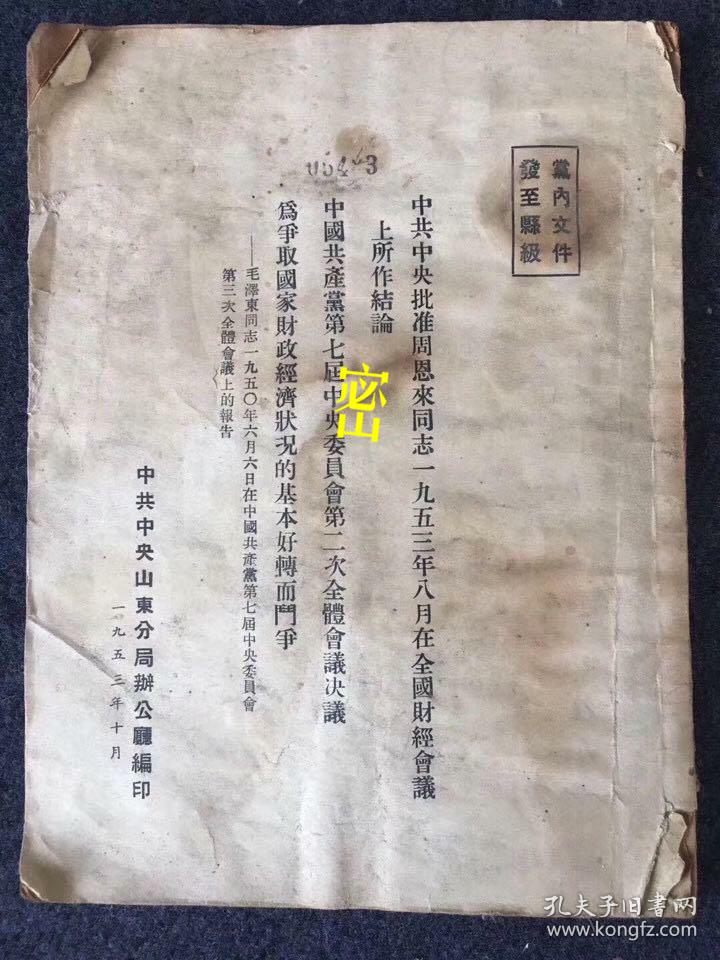 黨內文件
發至縣級
0543
中共中央批准周恩來同志一九五三年八月在全國財經會議
上所作結論
中國共產黨第七屆中央委員會第二次全體會議決議
爲爭取國家財政經濟狀況的基本好轉而鬥爭
——毛澤東同志一九五〇年六月六日在中國共產黨第七屆中央委員會
第三次全體會議上的報告
中共中央山東分局辦公廳編印
一九五三年十月
密
孔夫子旧书网
www.kongfz.com